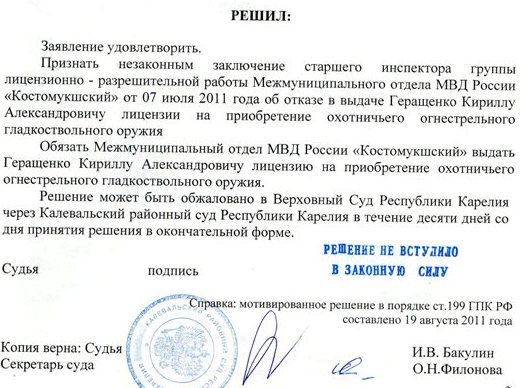 РЕШИЛ:
Заявление удовлетворить.
Признать незаконным заключение старшего инспектора группы
лицензионно - разрешительной работы Межмуниципального отдела МВД России
«Костомукшский» от 07 июля 2011 года об отказе в выдаче Геращенко Кириллу
Александровичу лицензии на приобретение охотничьего огнестрельного
гладкоствольного оружия
Обязать Межмуниципальный отдел МВД России «Костомукшский» выдать
Геращенко Кириллу Александровичу лицензию на приобретение охотничьего
огнестрельного гладкоствольного оружия.
Решение может быть обжаловано в Верховный Суд Республики Карелия
через Калевальский районный суд Республики Карелия в течение десяти дней со
дня принятия решения в окончательной форме.
РЕШЕНИЕ НЕ ВСТУПИЛО
В ЗАКОННУЮ СИЛУ
Судья подпись
Справка: мотивированное решение в порядке ст.199 ГПК РФ
составлено 19 августа 2011 года
КАЛЕВАЛЬСКИЙ РАЙОННЫЙ СУД
Копия верна: Судья И.В. Бакулин
Секретарь суда О.Н.Филонова